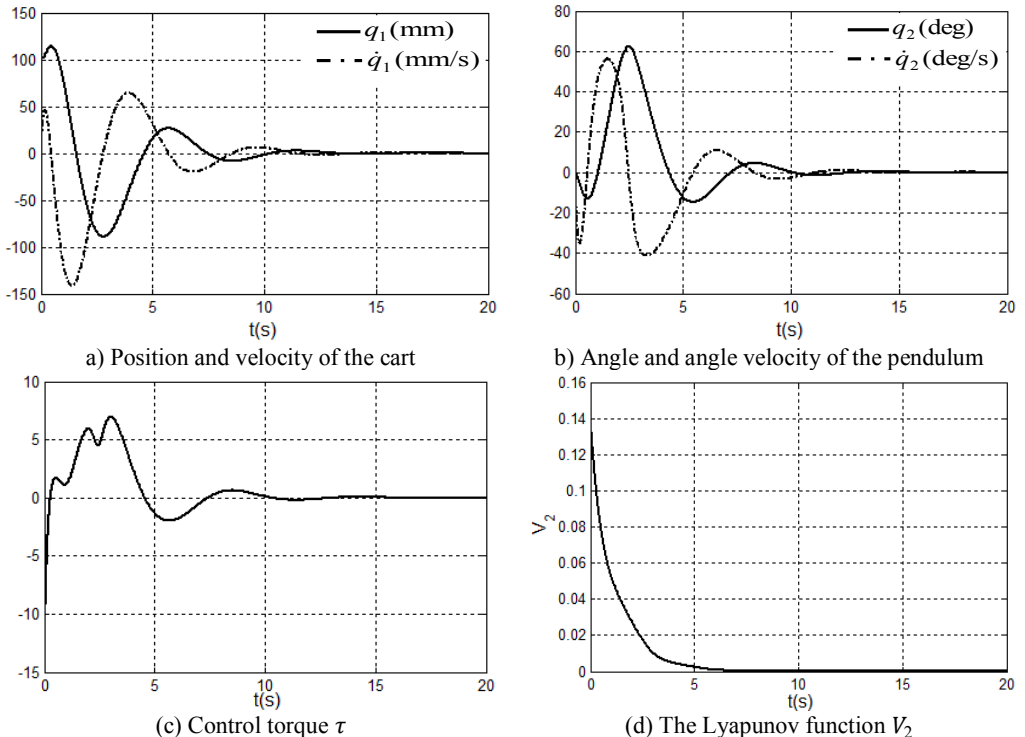 q₁(mm)
q̇₁(mm/s)
150
100
50
0
-50
-100
-150
0 5 10 15 20
t(s)
a) Position and velocity of the cart
q₂(deg)
q̇₂(deg/s)
80
60
40
20
0
-20
-40
-60
0 5 10 15 20
t(s)
b) Angle and angle velocity of the pendulum
10
5
0
-5
-10
-15
0 5 10 15 20
t(s)
(c) Control torque τ
V₂
0.16
0.14
0.12
0.1
0.08
0.06
0.04
0.02
0
0 5 10 15 20
t(s)
(d) The Lyapunov function V₂